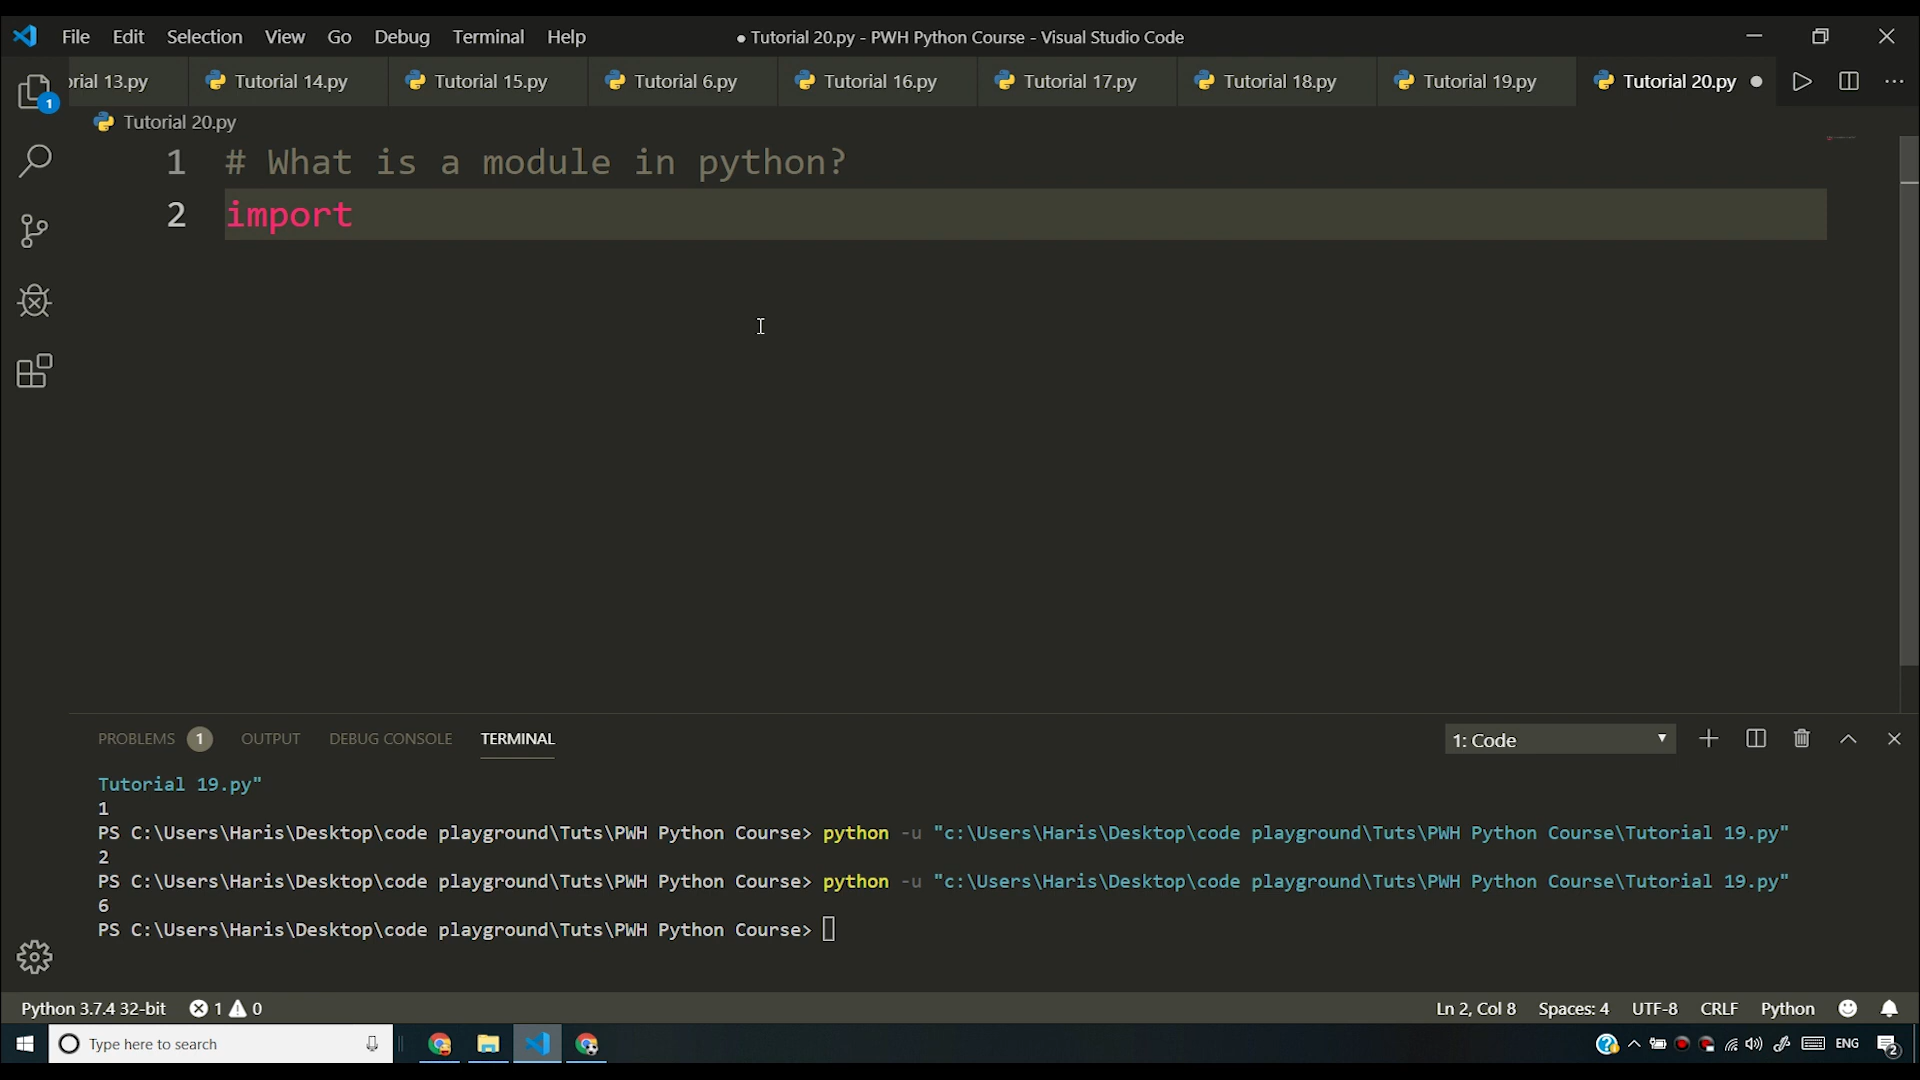 File Edit Selection View Go Debug Terminal Help
● Tutorial 20.py - PWH Python Course - Visual Studio Code
rial 13.py Tutorial 14.py Tutorial 15.py Tutorial 6.py Tutorial 16.py Tutorial 17.py Tutorial 18.py Tutorial 19.py Tutorial 20.py ●
1
Tutorial 20.py
1 # What is a module in python?
2 import
PROBLEMS 1 OUTPUT DEBUG CONSOLE TERMINAL 1: Code
Tutorial 19.py"
1
PS C:\Users\Haris\Desktop\code playground\Tuts\PWH Python Course> python -u "c:\Users\Haris\Desktop\code playground\Tuts\PWH Python Course\Tutorial 19.py"
2
PS C:\Users\Haris\Desktop\code playground\Tuts\PWH Python Course> python -u "c:\Users\Haris\Desktop\code playground\Tuts\PWH Python Course\Tutorial 19.py"
6
PS C:\Users\Haris\Desktop\code playground\Tuts\PWH Python Course>
Python 3.7.4 32-bit 1 0 Ln 2, Col 8 Spaces: 4 UTF-8 CRLF Python
Type here to search ENG 2